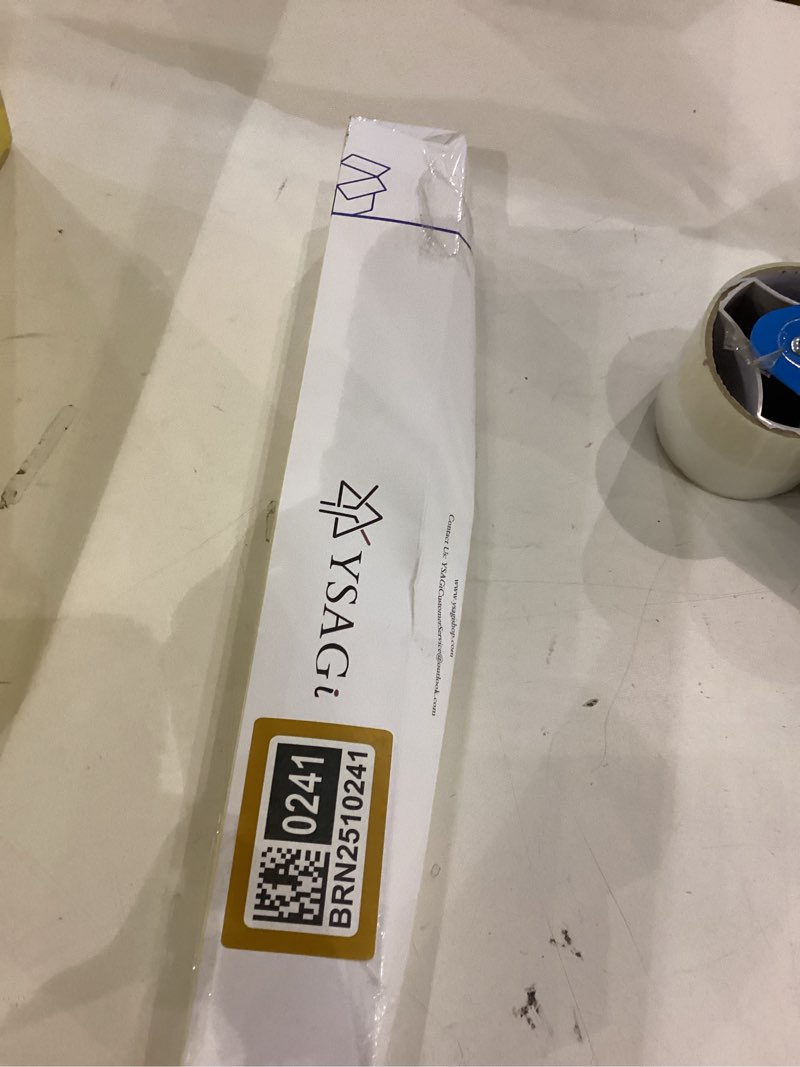 YSAGi
www.ysagishop.com
Contact Us: YSAGiCustomerService@outlook.com
0241
BRN2510241